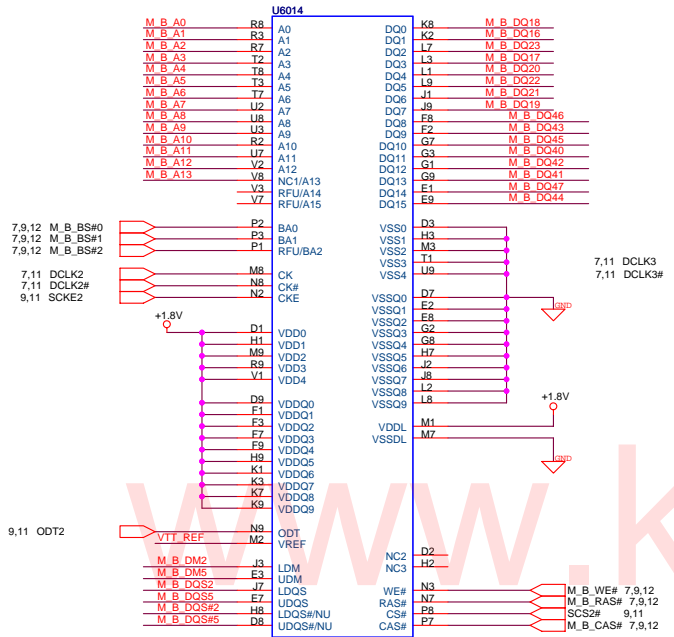 U6014
M_B_A0 R8 A0 DQ0 K8 M_B_DQ18
M_B_A1 R3 A1 DQ1 K2 M_B_DQ16
M_B_A2 R7 A2 DQ2 L7 M_B_DQ23
M_B_A3 T2 A3 DQ3 L3 M_B_DQ17
M_B_A4 T8 A4 DQ4 L1 M_B_DQ20
M_B_A5 T3 A5 DQ5 L9 M_B_DQ22
M_B_A6 T7 A6 DQ6 J1 M_B_DQ21
M_B_A7 U2 A7 DQ7 J9 M_B_DQ19
M_B_A8 U8 A8 DQ8 F8 M_B_DQ46
M_B_A9 U3 A9 DQ9 F2 M_B_DQ43
M_B_A10 R2 A10 DQ10 G7 M_B_DQ45
M_B_A11 U7 A11 DQ11 G3 M_B_DQ40
M_B_A12 V2 A12 DQ12 G1 M_B_DQ42
M_B_A13 V8 NC1/A13 DQ13 G9 M_B_DQ41
V3 RFU/A14 DQ14 E1 M_B_DQ47
V7 RFU/A15 DQ15 E9 M_B_DQ44
7,9,12 M_B_BS#0 P2 BA0 VSS0 D3
7,9,12 M_B_BS#1 P3 BA1 VSS1 H3
7,9,12 M_B_BS#2 P1 RFU/BA2 VSS2 M3
VSS3 T1 7,11 DCLK3
7,11 DCLK2 M8 CK VSS4 U9 7,11 DCLK3#
7,11 DCLK2# N8 CK#
9,11 SCKE2 N2 CKE VSSQ0 D7
VSSQ1 E2 GND
+1.8V VSSQ2 E8
D1 VDD0 VSSQ3 G2
H1 VDD1 VSSQ4 G8
M9 VDD2 VSSQ5 H7
R9 VDD3 VSSQ6 J2
V1 VDD4 VSSQ7 J8
VSSQ8 L2
D9 VDDQ0 VSSQ9 L8 +1.8V
F1 VDDQ1
F3 VDDQ2 VDDL M1
F7 VDDQ3 VSSDL M7
F9 VDDQ4
H9 VDDQ5 GND
K1 VDDQ6
K3 VDDQ7
K7 VDDQ8
K9 VDDQ9
www.k
9,11 ODT2 N9 ODT
VTT_REF M2 VREF
NC2 D2
M_B_DM2 J3 LDM NC3 H2
M_B_DM5 E3 UDM
M_B_DQS2 J7 LDQS WE# N3 M_B_WE# 7,9,12
M_B_DQS5 E7 UDQS RAS# N7 M_B_RAS# 7,9,12
M_B_DQS#2 H8 LDQS#/NU CS# P8 SCS2# 9,11
M_B_DQS#5 D8 UDQS#/NU CAS# P7 M_B_CAS# 7,9,12